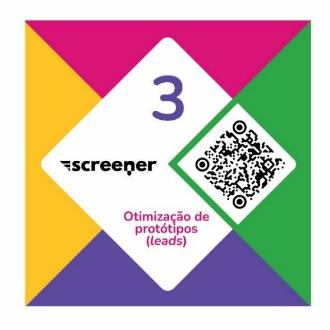 3
screener
Otimização de
protótipos
(leads)